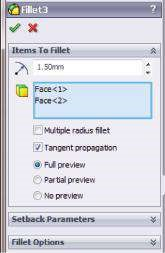 Fillet3 ?
Items To Fillet
1.50mm
Face<1>
Face<2>
Multiple radius fillet
Tangent propagation
Full preview
Partial preview
No preview
Setback Parameters
Fillet Options